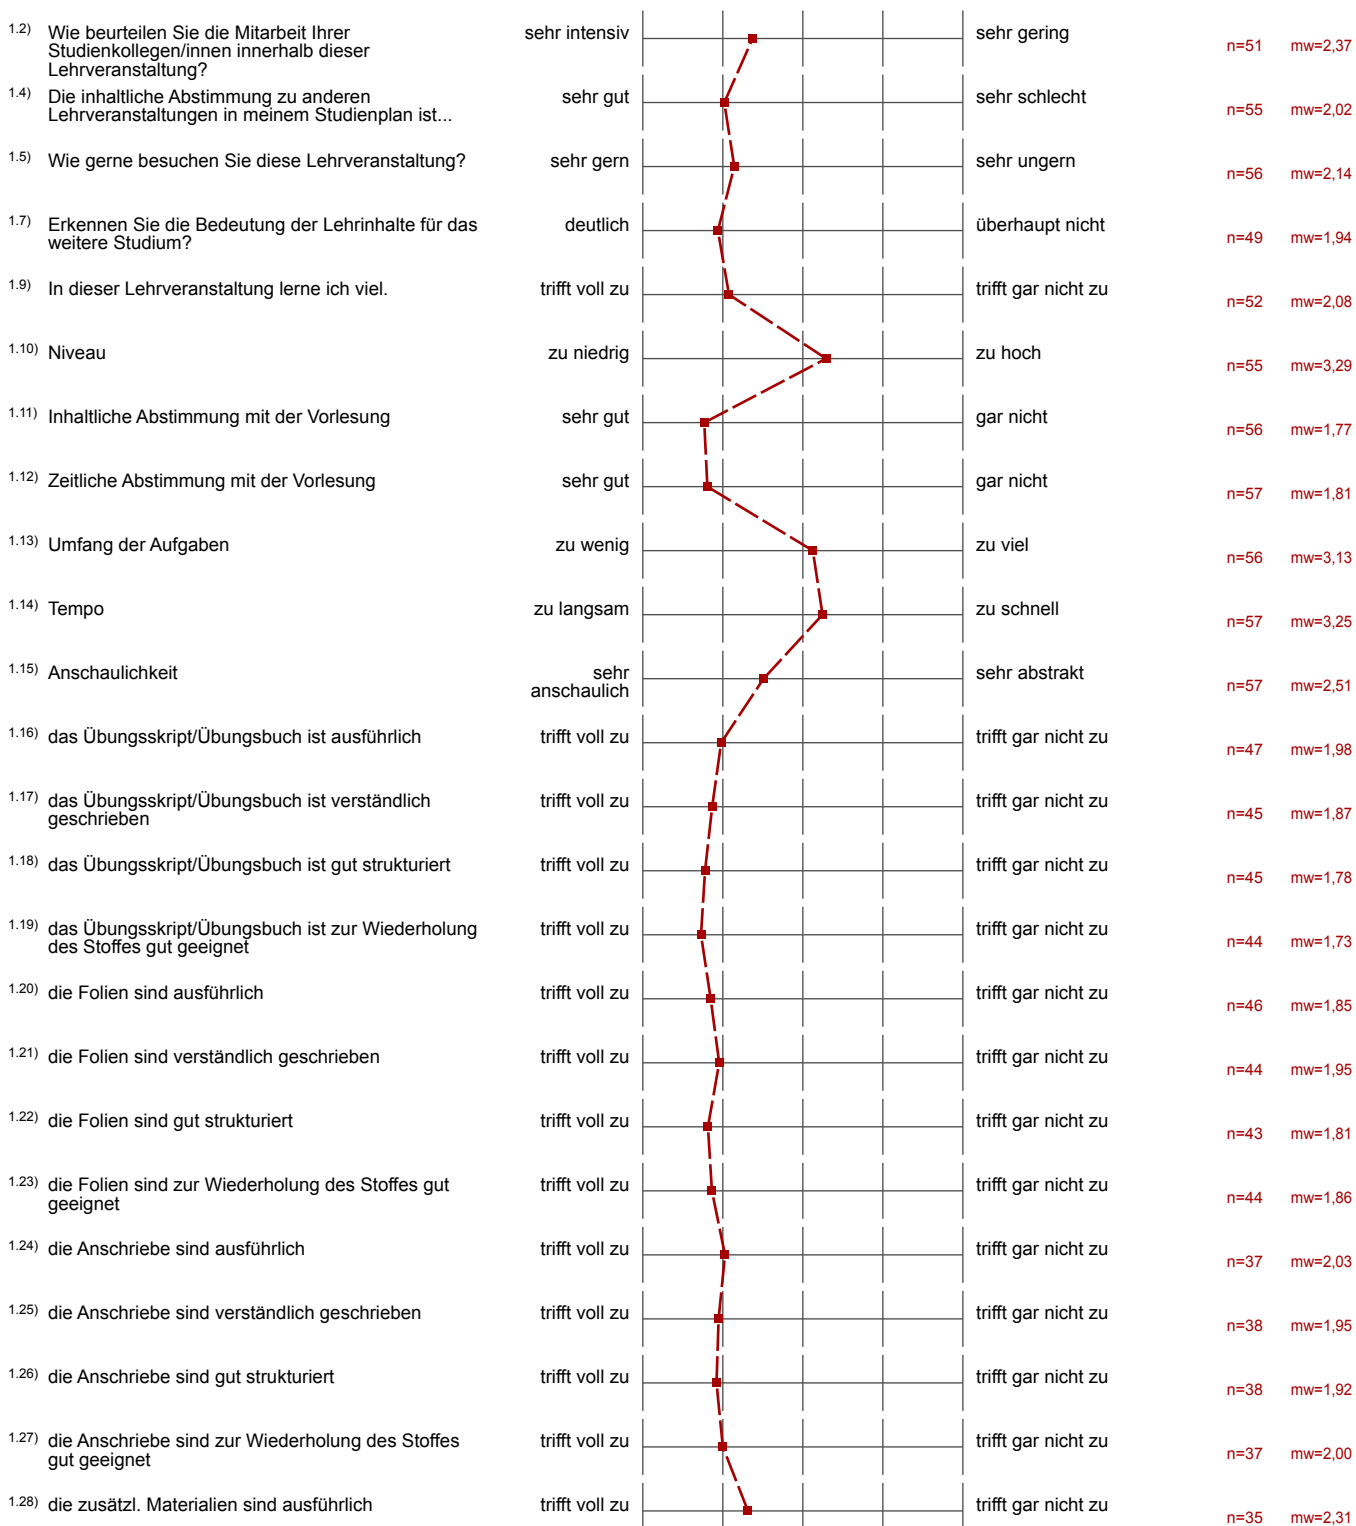 1.2) Wie beurteilen Sie die Mitarbeit Ihrer sehr intensiv sehr gering n=51 mw=2,37
Studienkollegen/innen innerhalb dieser
Lehrveranstaltung?
1.4) Die inhaltliche Abstimmung zu anderen sehr gut sehr schlecht n=55 mw=2,02
Lehrveranstaltungen in meinem Studienplan ist...
1.5) Wie gerne besuchen Sie diese Lehrveranstaltung? sehr gern sehr ungern n=56 mw=2,14
1.7) Erkennen Sie die Bedeutung der Lehrinhalte für das deutlich überhaupt nicht n=49 mw=1,94
weitere Studium?
1.9) In dieser Lehrveranstaltung lerne ich viel. trifft voll zu trifft gar nicht zu n=52 mw=2,08
1.10) Niveau zu niedrig zu hoch n=55 mw=3,29
1.11) Inhaltliche Abstimmung mit der Vorlesung sehr gut gar nicht n=56 mw=1,77
1.12) Zeitliche Abstimmung mit der Vorlesung sehr gut gar nicht n=57 mw=1,81
1.13) Umfang der Aufgaben zu wenig zu viel n=56 mw=3,13
1.14) Tempo zu langsam zu schnell n=57 mw=3,25
1.15) Anschaulichkeit sehr sehr abstrakt n=57 mw=2,51
anschaulich
1.16) das Übungsskript/Übungsbuch ist ausführlich trifft voll zu trifft gar nicht zu n=47 mw=1,98
1.17) das Übungsskript/Übungsbuch ist verständlich trifft voll zu trifft gar nicht zu n=45 mw=1,87
geschrieben
1.18) das Übungsskript/Übungsbuch ist gut strukturiert trifft voll zu trifft gar nicht zu n=45 mw=1,78
1.19) das Übungsskript/Übungsbuch ist zur Wiederholung trifft voll zu trifft gar nicht zu n=44 mw=1,73
des Stoffes gut geeignet
1.20) die Folien sind ausführlich trifft voll zu trifft gar nicht zu n=46 mw=1,85
1.21) die Folien sind verständlich geschrieben trifft voll zu trifft gar nicht zu n=44 mw=1,95
1.22) die Folien sind gut strukturiert trifft voll zu trifft gar nicht zu n=43 mw=1,81
1.23) die Folien sind zur Wiederholung des Stoffes gut trifft voll zu trifft gar nicht zu n=44 mw=1,86
geeignet
1.24) die Anschriebe sind ausführlich trifft voll zu trifft gar nicht zu n=37 mw=2,03
1.25) die Anschriebe sind verständlich geschrieben trifft voll zu trifft gar nicht zu n=38 mw=1,95
1.26) die Anschriebe sind gut strukturiert trifft voll zu trifft gar nicht zu n=38 mw=1,92
1.27) die Anschriebe sind zur Wiederholung des Stoffes trifft voll zu trifft gar nicht zu n=37 mw=2,00
gut geeignet
1.28) die zusätzl. Materialien sind ausführlich trifft voll zu trifft gar nicht zu n=35 mw=2,31